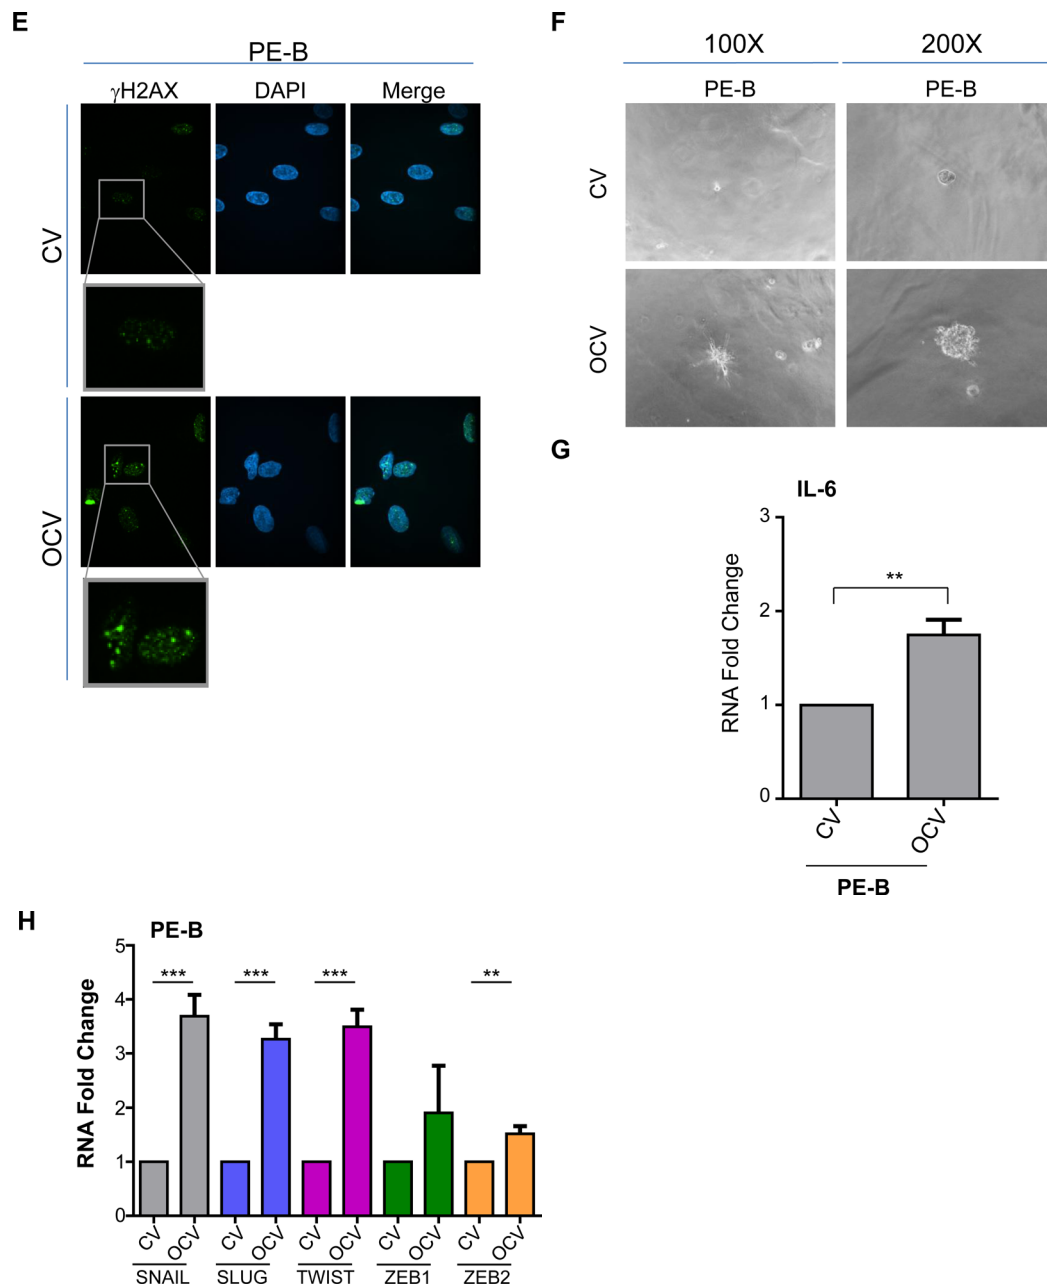 E
PE-B
γH2AX DAPI Merge
CV
OCV
F
100X 200X
PE-B PE-B
CV
OCV
G
IL-6
RNA Fold Change
3
2
1
0
**
CV OCV
PE-B
H
PE-B
RNA Fold Change
5
4
3
2
1
0
*** *** *** **
CV OCV CV OCV CV OCV CV OCV CV OCV
SNAIL SLUG TWIST ZEB1 ZEB2